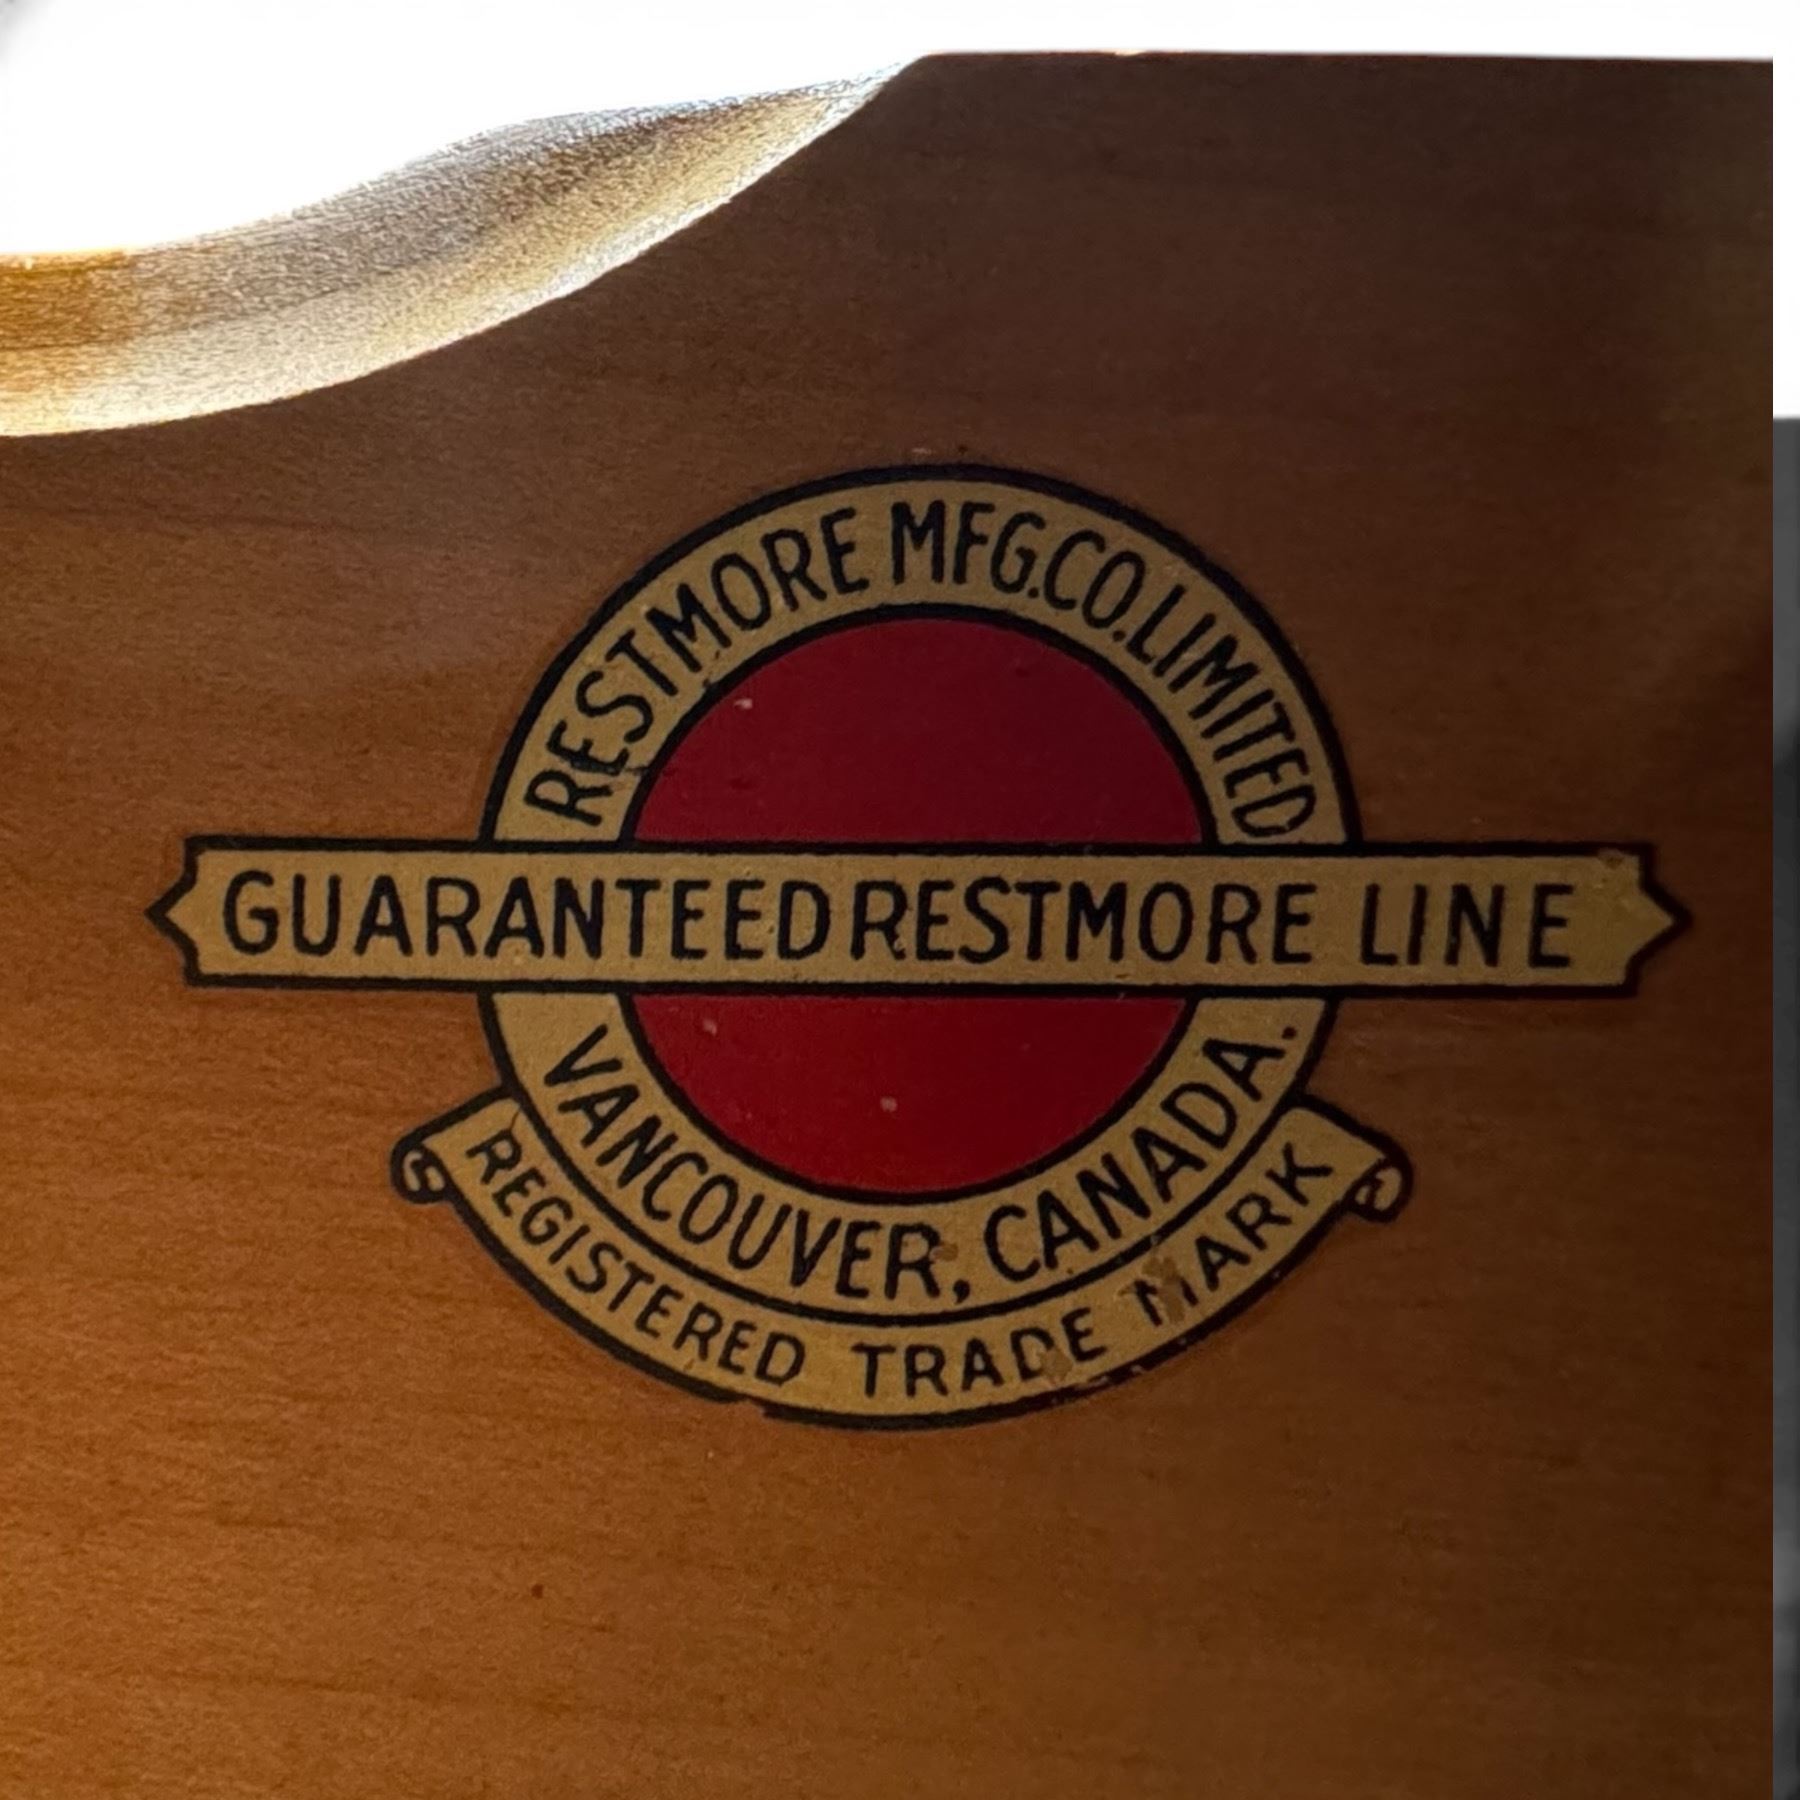 RESTMORE MFG.CO.LIMITED
GUARANTEED RESTMORE LINE
VANCOUVER, CANADA.
REGISTERED TRADE MARK